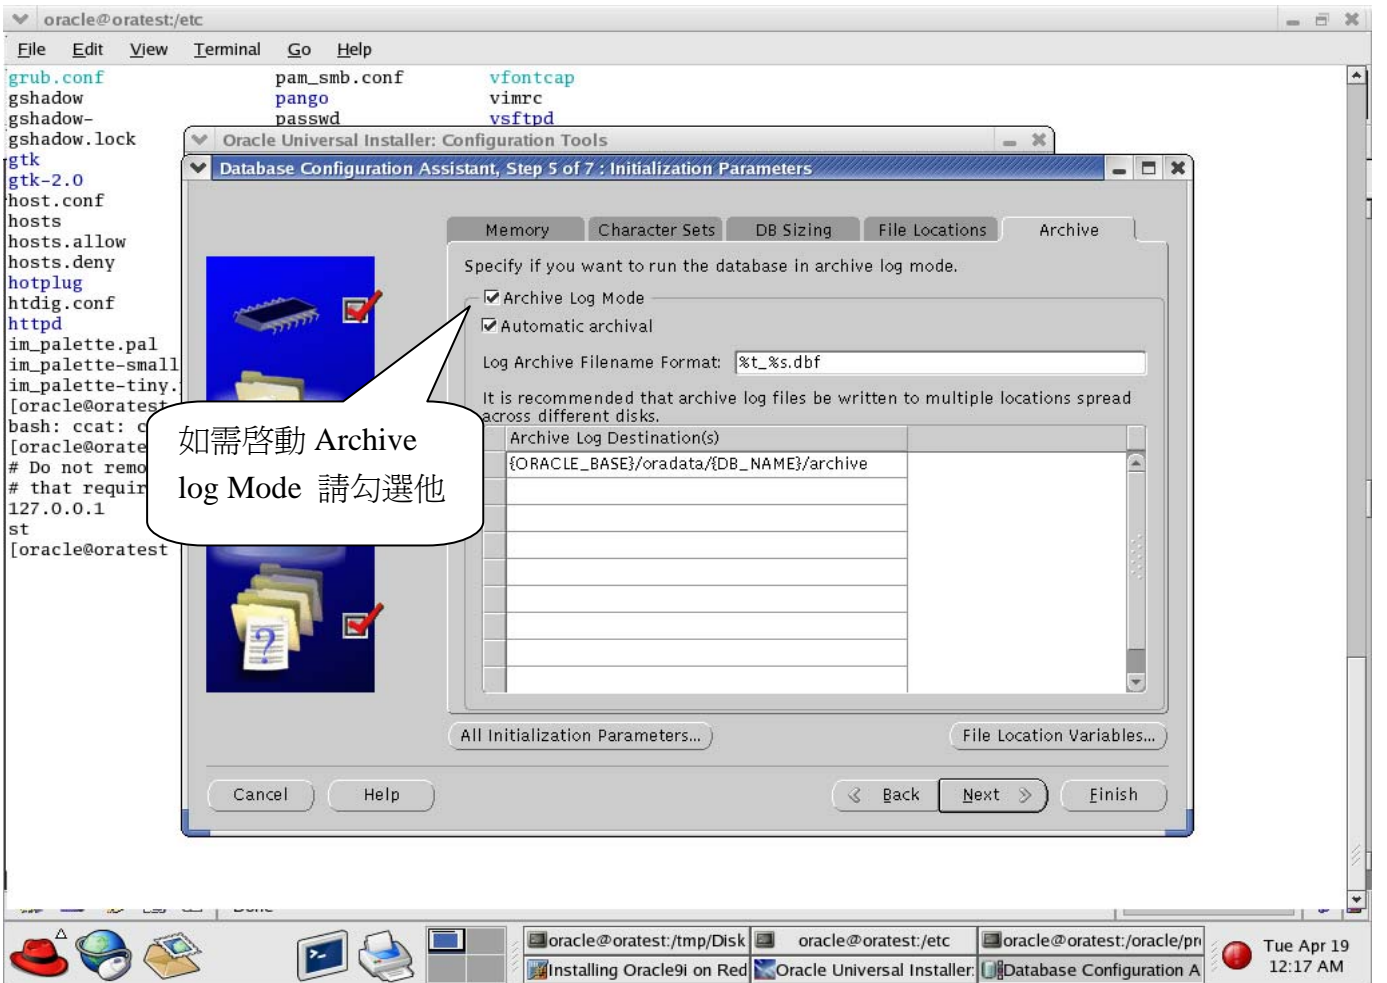 oracle@oratest:/etc
File Edit View Terminal Go Help
grub.conf pam_smb.conf vfontcap
gshadow pango vimrc
gshadow- passwd vsftpd
gshadow.lock
gtk
gtk-2.0
host.conf
hosts
hosts.allow
hosts.deny
hotplug
htdig.conf
httpd
im_palette.pal
im_palette-small
im_palette-tiny.
[oracle@oratest
bash: ccat: c
[oracle@orate
# Do not remo
# that requir
127.0.0.1
st
[oracle@oratest
Oracle Universal Installer: Configuration Tools
Database Configuration Assistant, Step 5 of 7 : Initialization Parameters
Memory Character Sets DB Sizing File Locations Archive
Specify if you want to run the database in archive log mode.
Archive Log Mode
Automatic archival
Log Archive Filename Format: %t_%s.dbf
It is recommended that archive log files be written to multiple locations spread
across different disks.
Archive Log Destination(s)
{ORACLE_BASE}/oradata/{DB_NAME}/archive
如需啓動 Archive
log Mode 請勾選他
All Initialization Parameters... File Location Variables...
Cancel Help Back Next Finish
oracle@oratest:/tmp/Disk oracle@oratest:/etc oracle@oratest:/oracle/pr
Installing Oracle9i on Red Oracle Universal Installer: Database Configuration A
Tue Apr 19
12:17 AM